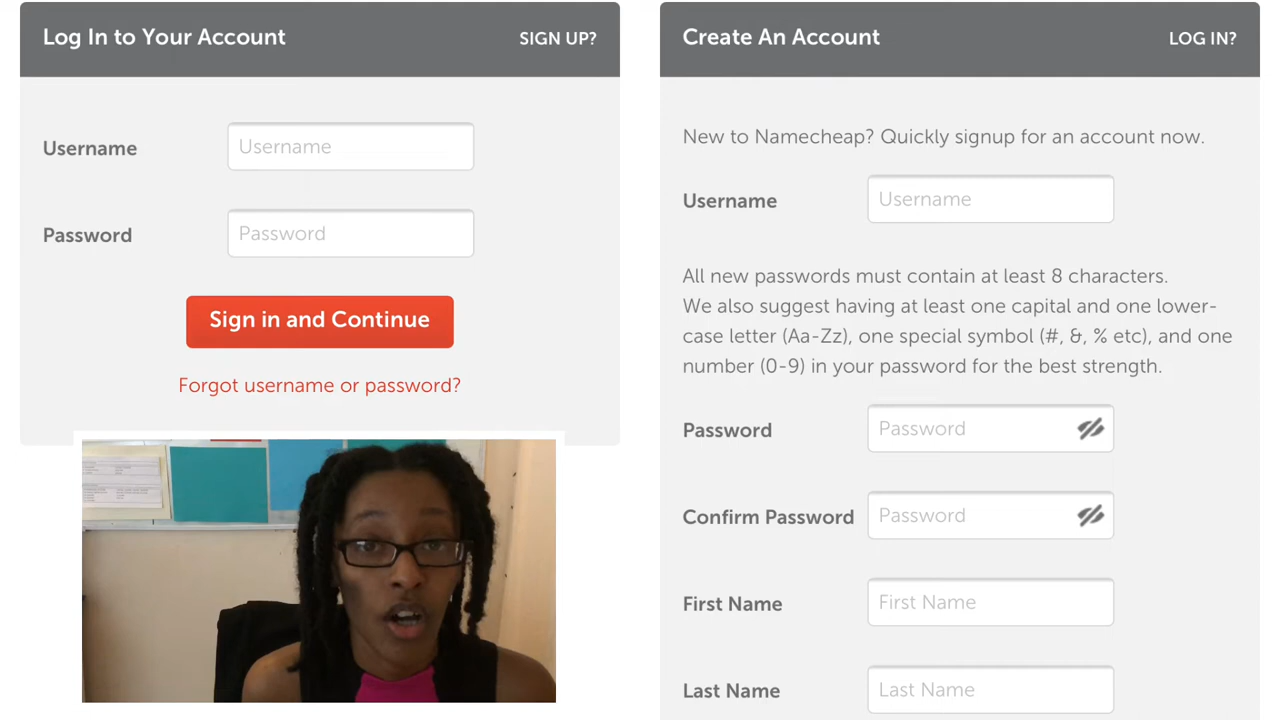 Log In to Your Account
SIGN UP?
Username
Username
Password
Password
Sign in and Continue
Forgot username or password?
Create An Account
LOG IN?
New to Namecheap? Quickly signup for an account now.
Username
Username
All new passwords must contain at least 8 characters.
We also suggest having at least one capital and one lower-
case letter (Aa-Zz), one special symbol (#, &, % etc), and one
number (0-9) in your password for the best strength.
Password
Password
Confirm Password
Password
First Name
First Name
Last Name
Last Name